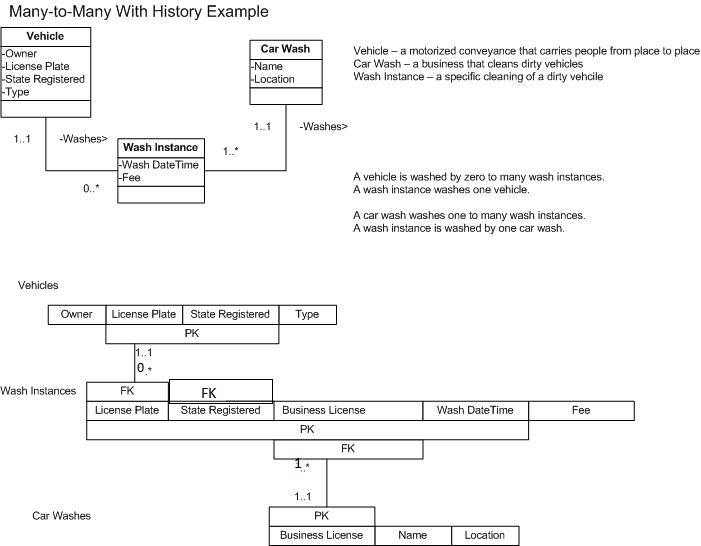 Many-to-Many With History Example
Vehicle
-Owner
-License Plate
-State Registered
-Type
Car Wash
-Name
-Location
Vehicle – a motorized conveyance that carries people from place to place
Car Wash – a business that cleans dirty vehicles
Wash Instance – a specific cleaning of a dirty vehcile
1..1
-Washes>
1..1
-Washes>
Wash Instance
-Wash DateTime
-Fee
0..*
1..*
A vehicle is washed by zero to many wash instances.
A wash instance washes one vehicle.
A car wash washes one to many wash instances.
A wash instance is washed by one car wash.
Vehicles
Owner License Plate State Registered Type
PK
1..1
0..*
Wash Instances FK FK
License Plate State Registered Business License Wash DateTime Fee
PK
FK
1..*
1..1
Car Washes PK
Business License Name Location